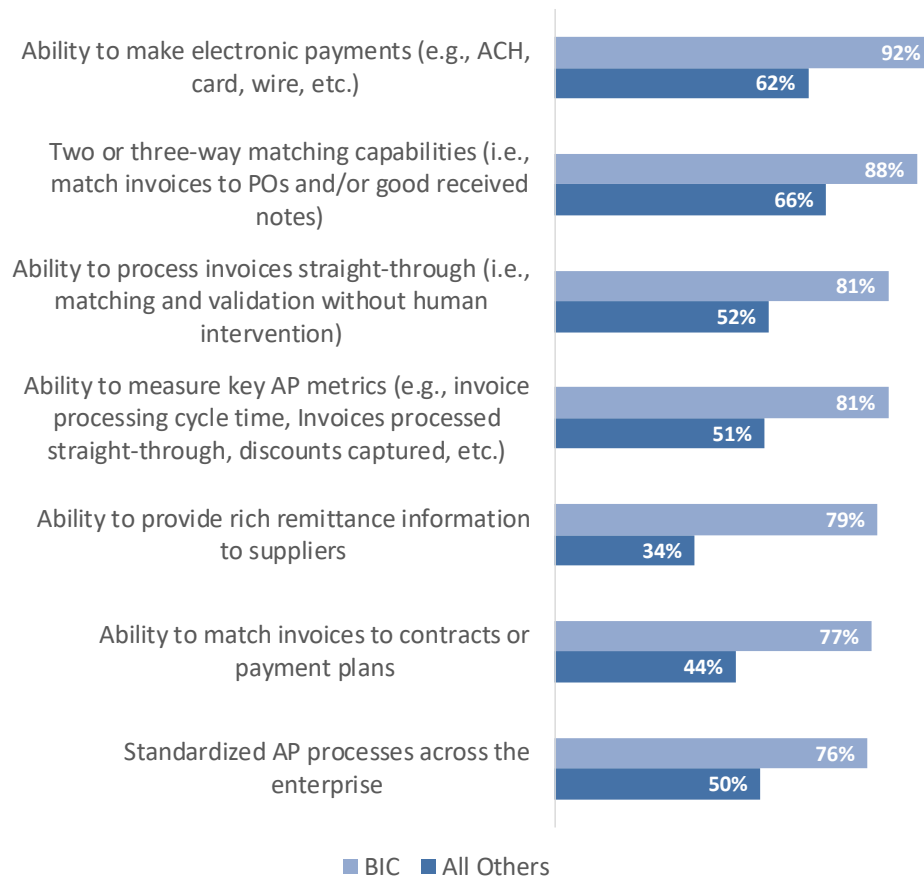 Ability to make electronic payments (e.g., ACH,
card, wire, etc.)
92%
62%
Two or three-way matching capabilities (i.e.,
match invoices to POs and/or good received
notes)
88%
66%
Ability to process invoices straight-through (i.e.,
matching and validation without human
intervention)
81%
52%
Ability to measure key AP metrics (e.g., invoice
processing cycle time, Invoices processed
straight-through, discounts captured, etc.)
81%
51%
Ability to provide rich remittance information
to suppliers
79%
34%
Ability to match invoices to contracts or
payment plans
77%
44%
Standardized AP processes across the
enterprise
76%
50%
BIC All Others